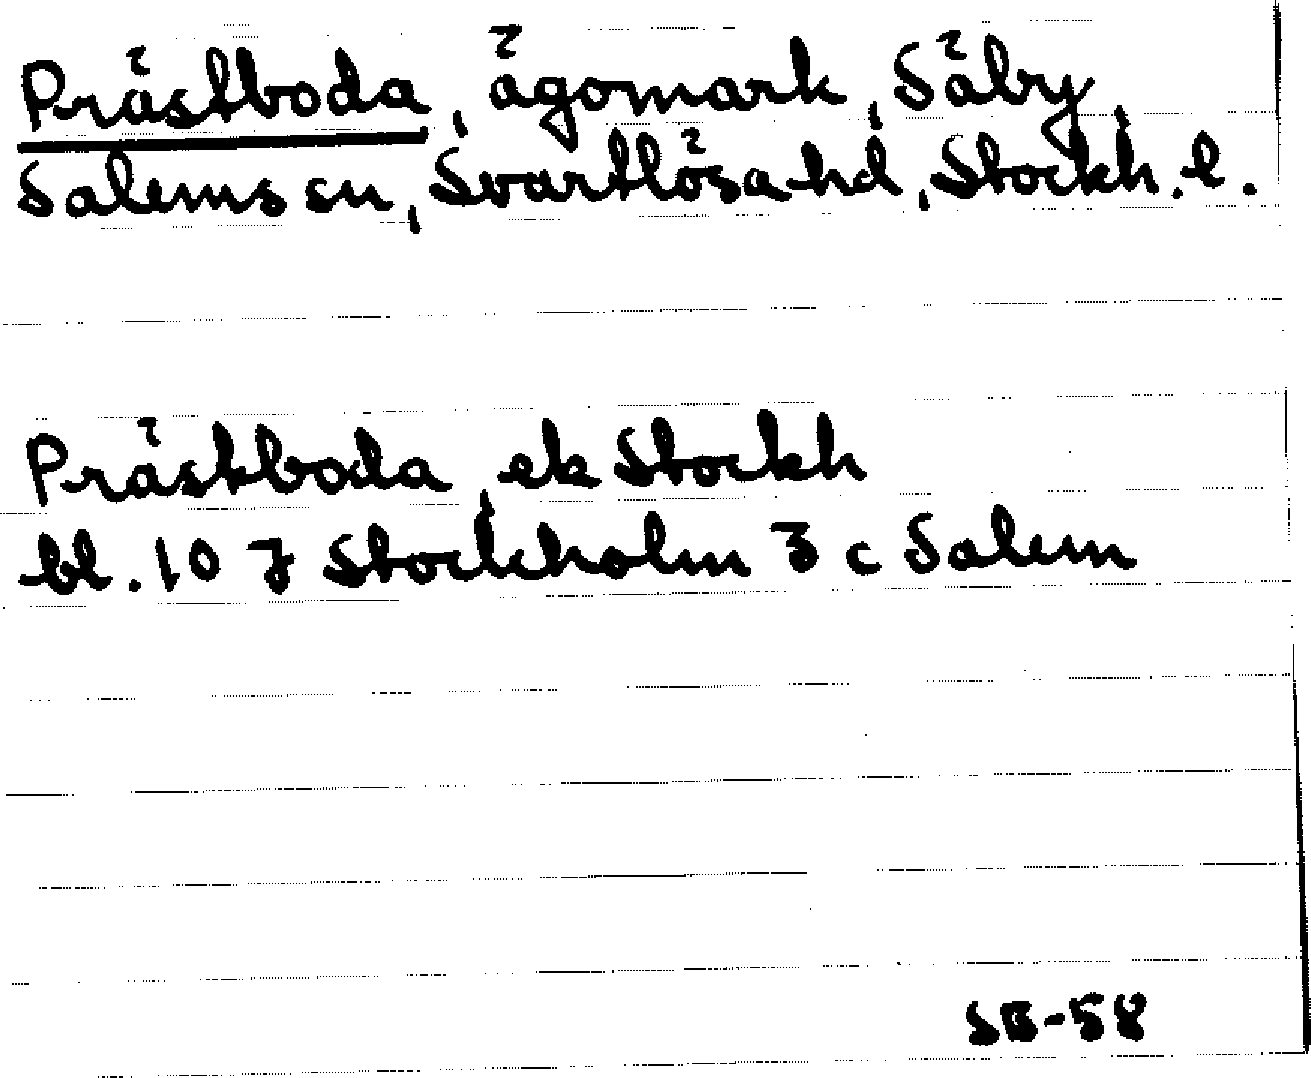 Prästboda, ägomark, Säby,
Salems sn, Svartlösa hd, Stockh. l.
Prästboda, ek Stockh
bl. 10 J Stockholm 3 c Salem
SB-58